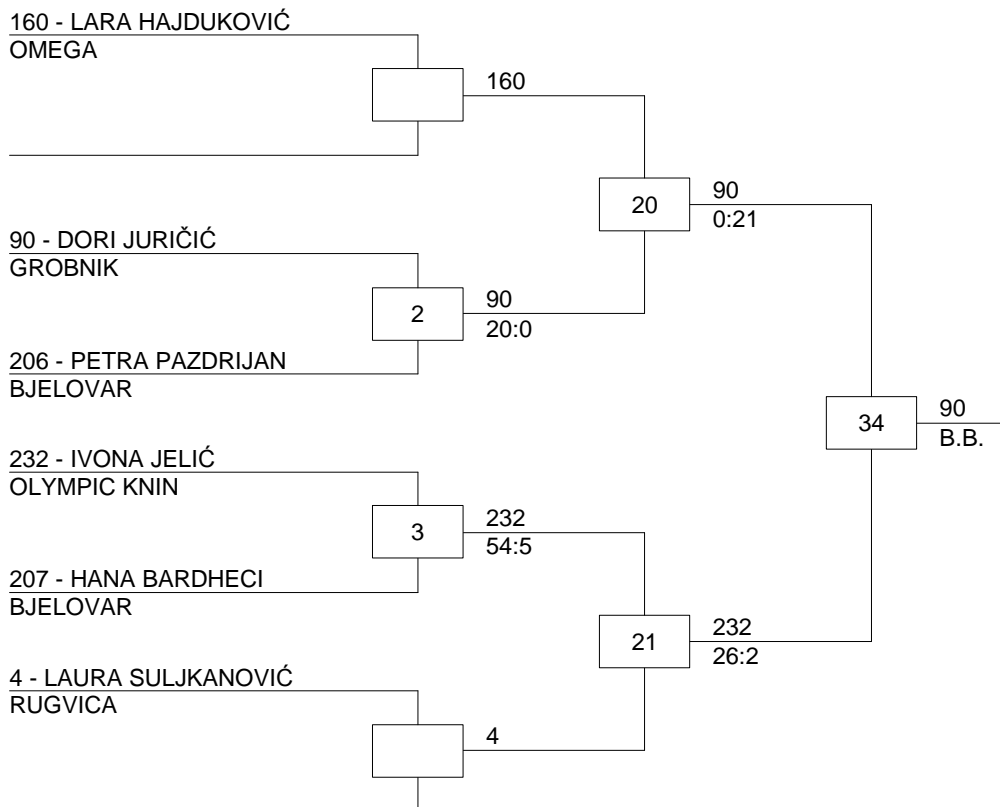 160 - LARA HAJDUKOVIĆ
OMEGA
160
20
90
0:21
90 - DORI JURIČIĆ
GROBNIK
2
90
20:0
206 - PETRA PAZDRIJAN
BJELOVAR
34
90
B.B.
232 - IVONA JELIĆ
OLYMPIC KNIN
3
232
54:5
207 - HANA BARDHECI
BJELOVAR
21
232
26:2
4 - LAURA SULJKANOVIĆ
RUGVICA
4